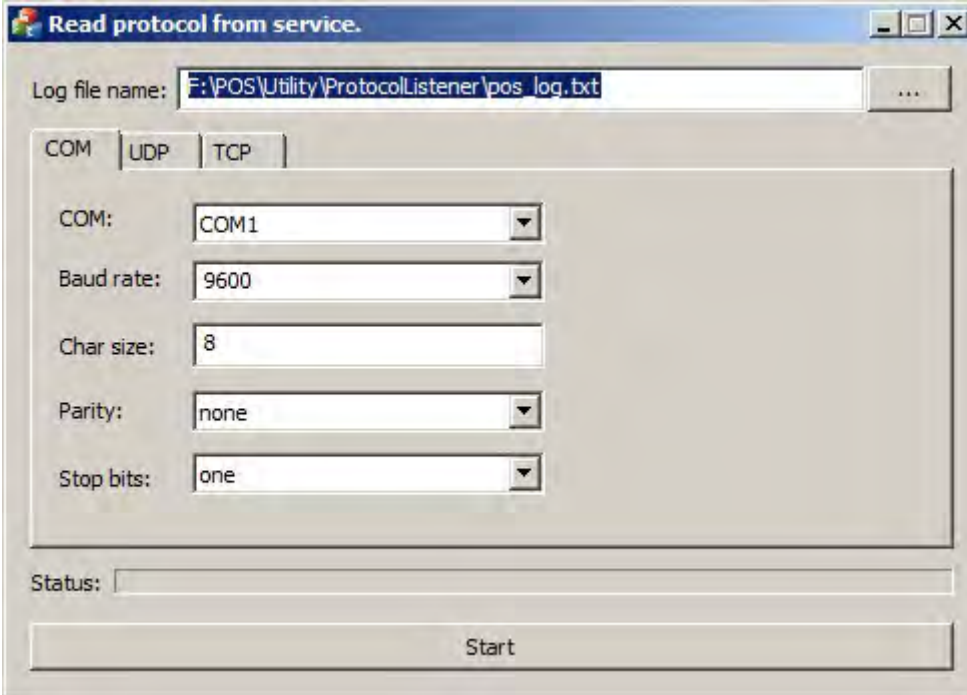 Read protocol from service.
Log file name: F:\POS\Utility\ProtocolListener\pos_log.txt ...
COM UDP TCP
COM: COM1
Baud rate: 9600
Char size: 8
Parity: none
Stop bits: one
Status:
Start